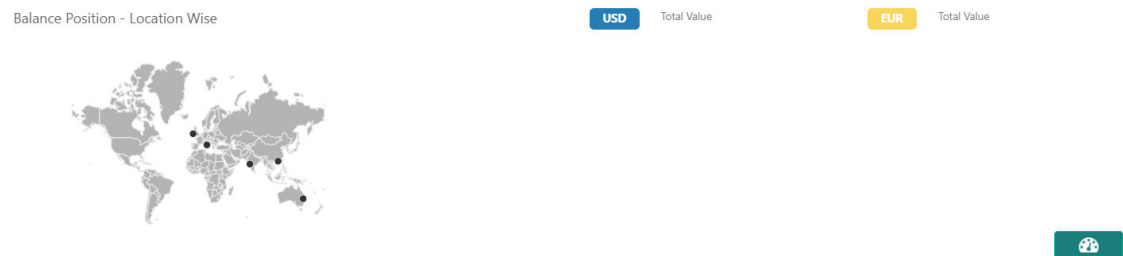 Balance Position - Location Wise
USD Total Value
EUR Total Value